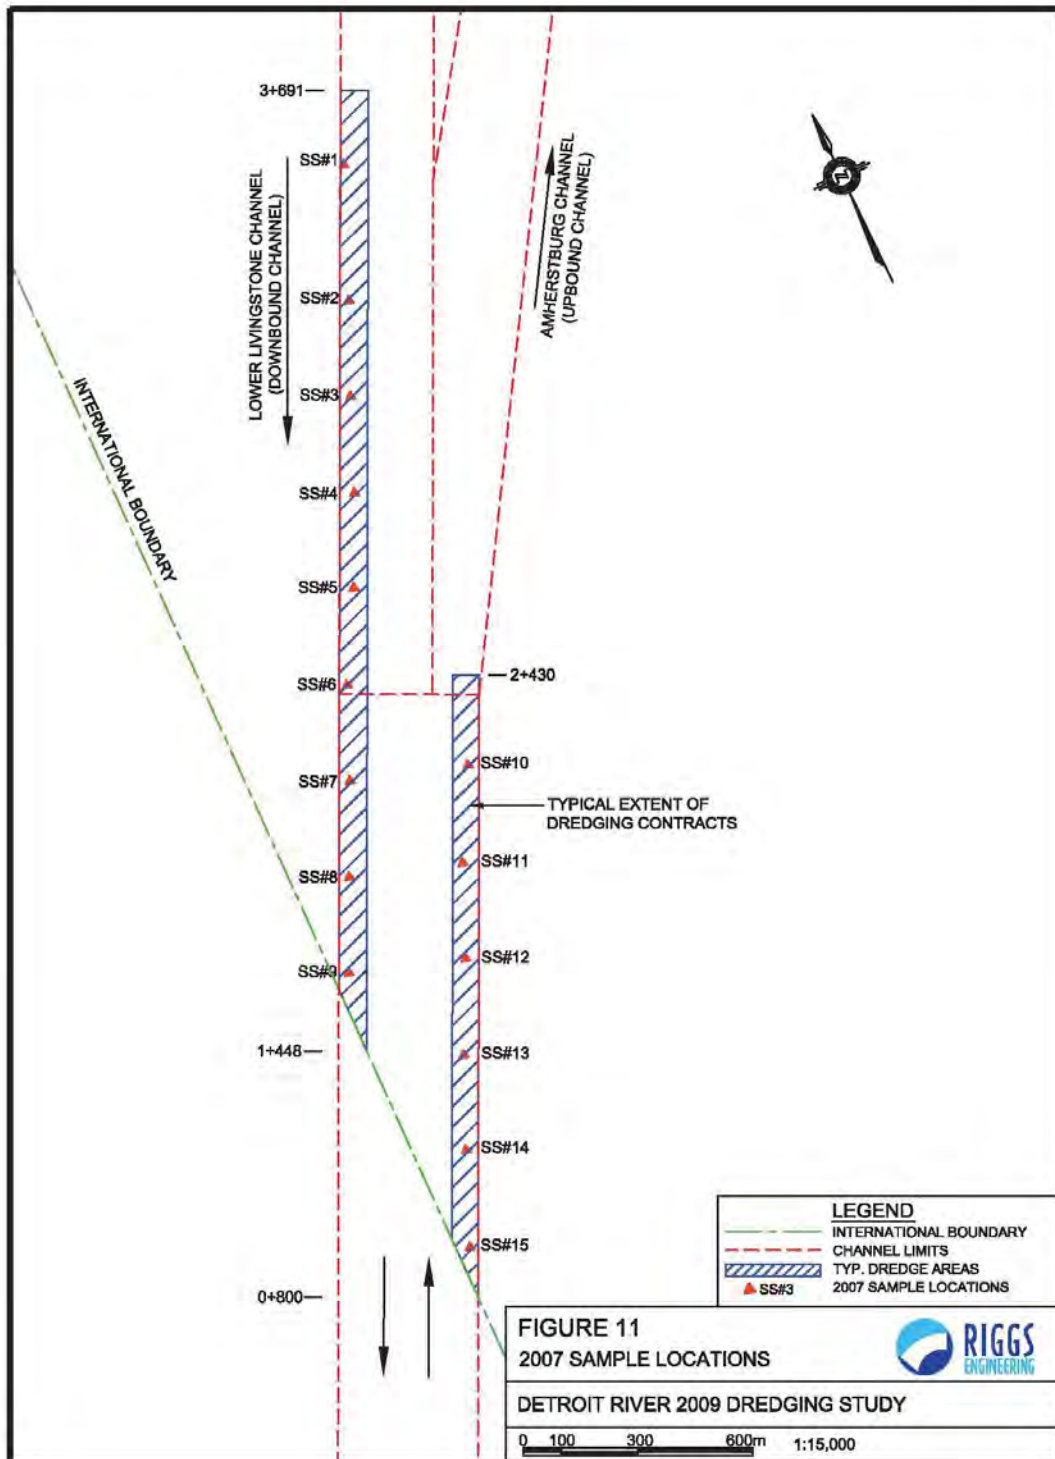 3+691
SS#1
SS#2
LOWER LIVINGSTONE CHANNEL
(DOWNBOUND CHANNEL)
AMHERSTBURG CHANNEL
(UPBOUND CHANNEL)
SS#3
INTERNATIONAL BOUNDARY
SS#4
SS#5
SS#6
2+430
SS#7
SS#10
TYPICAL EXTENT OF
DREDGING CONTRACTS
SS#8
SS#11
SS#9
SS#12
1+448
SS#13
SS#14
SS#15
0+800
LEGEND
INTERNATIONAL BOUNDARY
CHANNEL LIMITS
TYP. DREDGE AREAS
SS#3 2007 SAMPLE LOCATIONS
FIGURE 11
2007 SAMPLE LOCATIONS
RIGGS
ENGINEERING
DETROIT RIVER 2009 DREDGING STUDY
0 100 300 600m 1:15,000